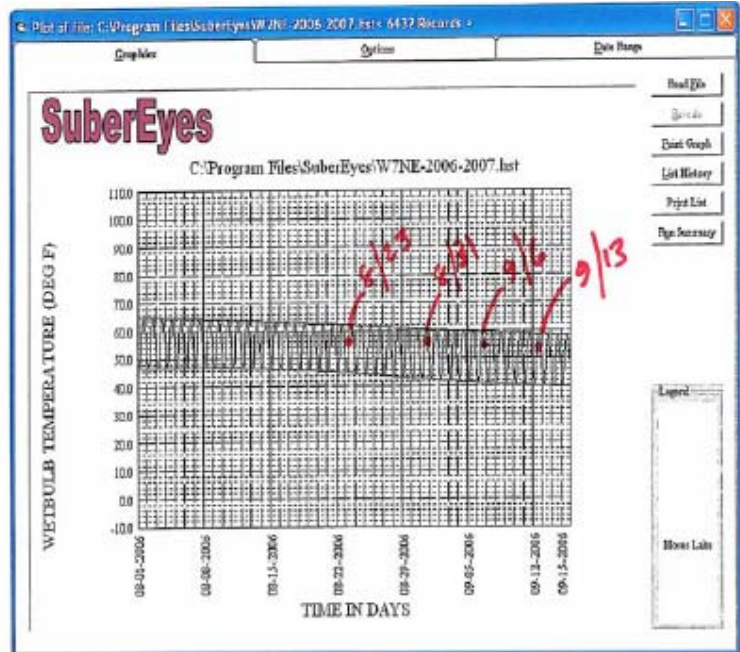 Plot of File: C:\Program Files\SuberEyes\W7NE-2006-2007.hst< 6432 Records >
Graphics
Options
Date Range
Read File
Print Graph
List History
Print List
Run Summary
SuberEyes
C:\Program Files\SuberEyes\W7NE-2006-2007.hst
WETBULB TEMPERATURE (DEG F)
110.0
100.0
90.0
80.0
70.0
60.0
50.0
40.0
30.0
20.0
10.0
0.0
-10.0
8/23
8/31
9/6
9/13
08-01-2006
08-08-2006
08-15-2006
08-22-2006
08-29-2006
09-05-2006
09-12-2006
09-15-2006
TIME IN DAYS
Legend
Moses Lake